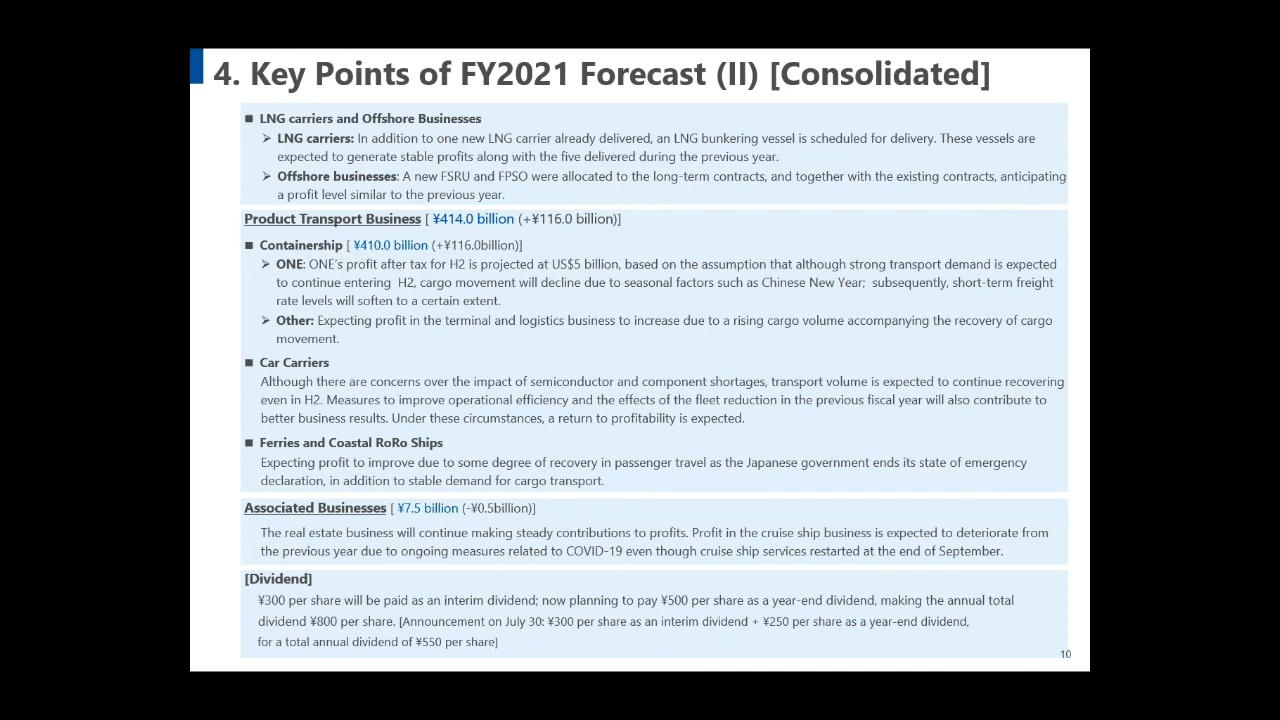 4. Key Points of FY2021 Forecast (II) [Consolidated]
■ LNG carriers and Offshore Businesses
➢ LNG carriers: In addition to one new LNG carrier already delivered, an LNG bunkering vessel is scheduled for delivery. These vessels are
expected to generate stable profits along with the five delivered during the previous year.
➢ Offshore businesses: A new FSRU and FPSO were allocated to the long-term contracts, and together with the existing contracts, anticipating
a profit level similar to the previous year.
Product Transport Business [ ¥414.0 billion (+¥116.0 billion)]
■ Containership [ ¥410.0 billion (+¥116.0billion)]
➢ ONE: ONE's profit after tax for H2 is projected at US$5 billion, based on the assumption that although strong transport demand is expected
to continue entering H2, cargo movement will decline due to seasonal factors such as Chinese New Year; subsequently, short-term freight
rate levels will soften to a certain extent.
➢ Other: Expecting profit in the terminal and logistics business to increase due to a rising cargo volume accompanying the recovery of cargo
movement.
■ Car Carriers
Although there are concerns over the impact of semiconductor and component shortages, transport volume is expected to continue recovering
even in H2. Measures to improve operational efficiency and the effects of the fleet reduction in the previous fiscal year will also contribute to
better business results. Under these circumstances, a return to profitability is expected.
■ Ferries and Coastal RoRo Ships
Expecting profit to improve due to some degree of recovery in passenger travel as the Japanese government ends its state of emergency
declaration, in addition to stable demand for cargo transport.
Associated Businesses [ ¥7.5 billion (-¥0.5billion)]
The real estate business will continue making steady contributions to profits. Profit in the cruise ship business is expected to deteriorate from
the previous year due to ongoing measures related to COVID-19 even though cruise ship services restarted at the end of September.
[Dividend]
¥300 per share will be paid as an interim dividend; now planning to pay ¥500 per share as a year-end dividend, making the annual total
dividend ¥800 per share. [Announcement on July 30: ¥300 per share as an interim dividend + ¥250 per share as a year-end dividend,
for a total annual dividend of ¥550 per share]
10